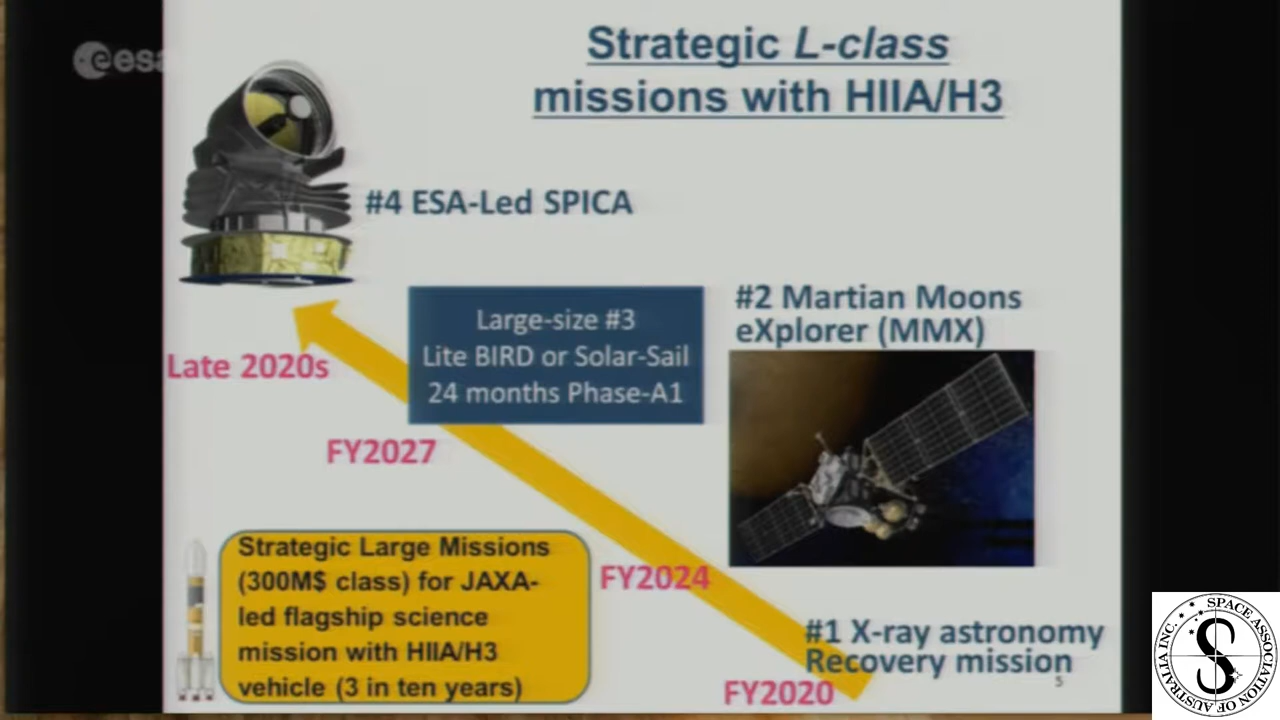 esa
Strategic L-class
missions with HIIA/H3
#4 ESA-Led SPICA
Large-size #3
Lite BIRD or Solar-Sail
24 months Phase-A1
#2 Martian Moons
eXplorer (MMX)
Late 2020s
FY2027
Strategic Large Missions
(300M$ class) for JAXA-
led flagship science
mission with HIIA/H3
vehicle (3 in ten years)
FY2024
#1 X-ray astronomy
Recovery mission
FY2020
5
SPACE ASSOCIATION
OF AUSTRALIA INC.
S